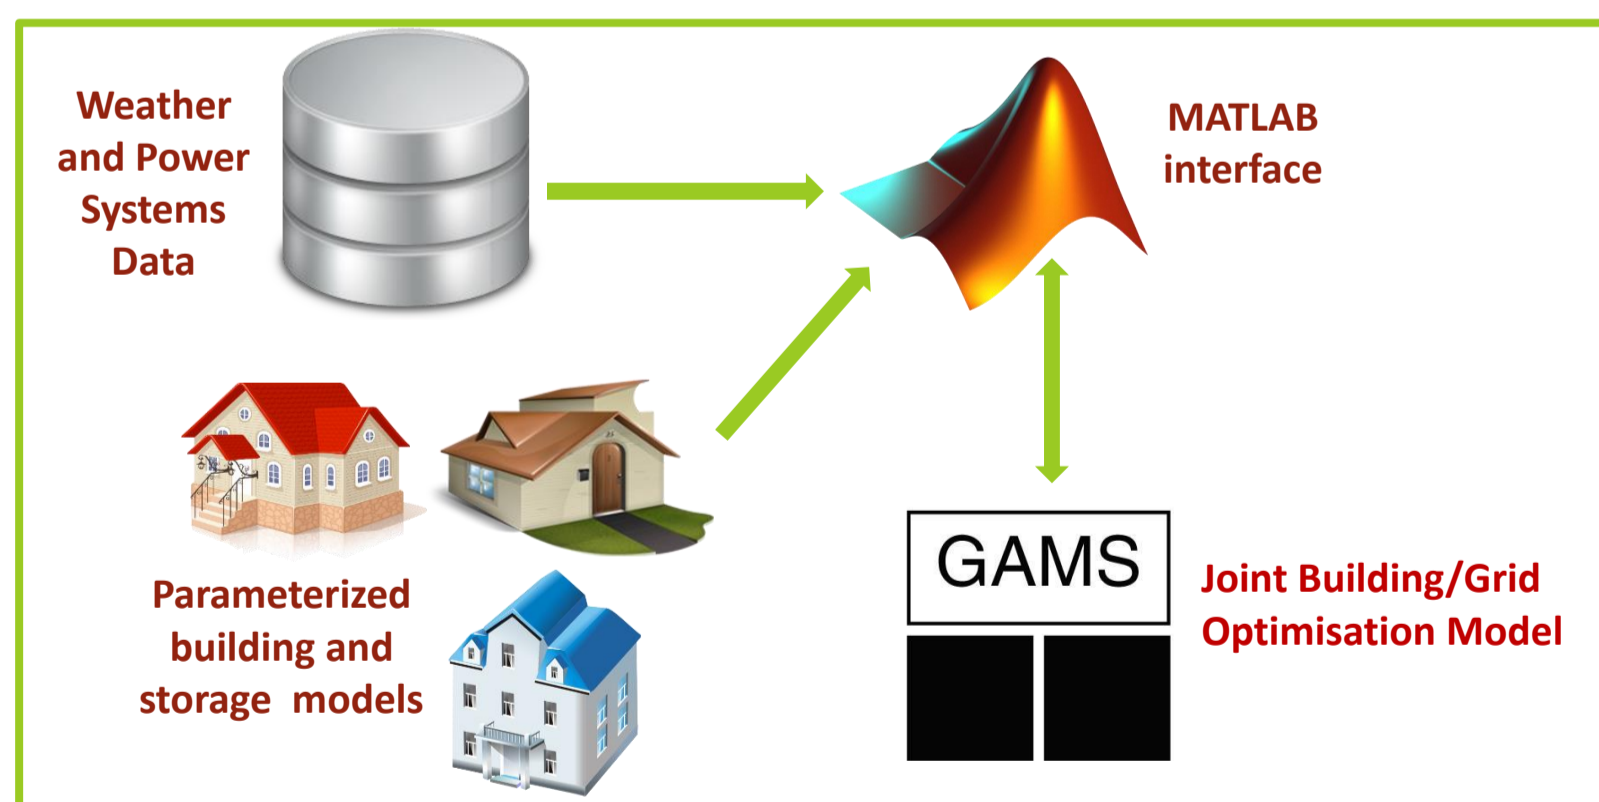 Weather
and Power
Systems
Data
MATLAB
interface
Parameterized
building and
storage models
GAMS
Joint Building/Grid
Optimisation Model